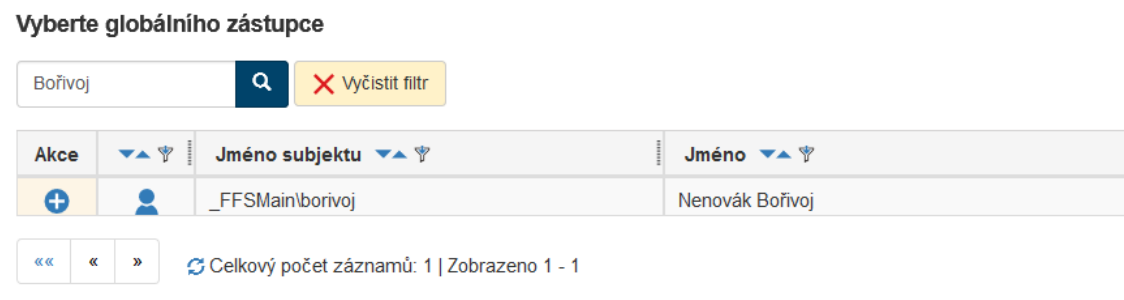 Vyberte globálního zástupce
Bořivoj
Vyčistit filtr
Akce
Jméno subjektu
Jméno
_FFSMain\borivoj
Nenovák Bořivoj
«« « »
Celkový počet záznamů: 1 | Zobrazeno 1 - 1